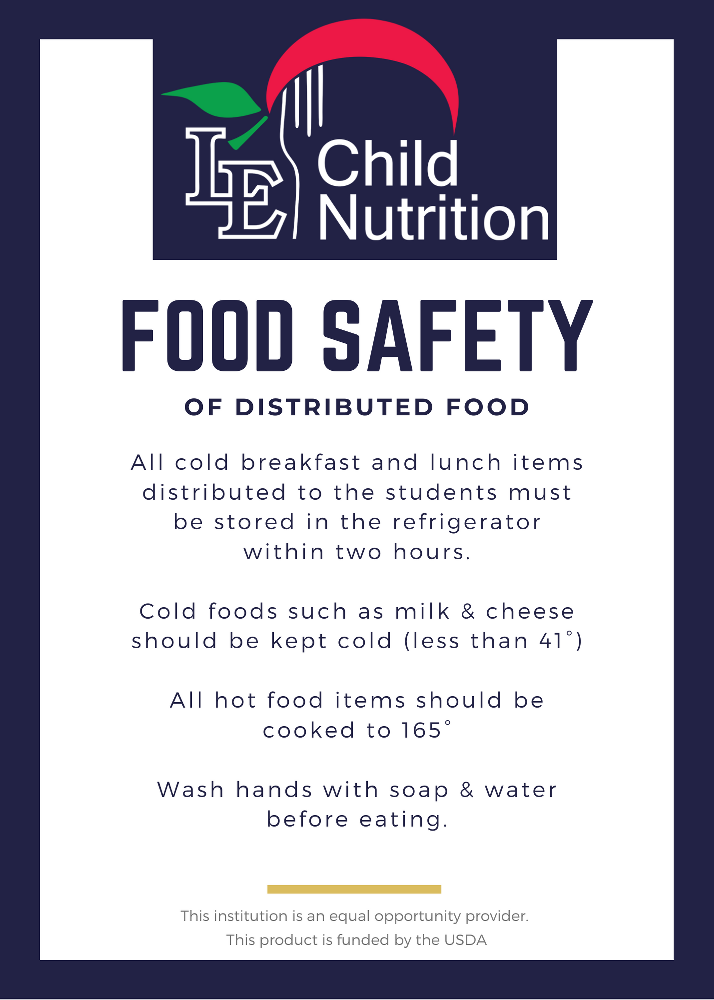 LE
Child
Nutrition
FOOD SAFETY
OF DISTRIBUTED FOOD
All cold breakfast and lunch items
distributed to the students must
be stored in the refrigerator
within two hours.
Cold foods such as milk & cheese
should be kept cold (less than 41°)
All hot food items should be
cooked to 165°
Wash hands with soap & water
before eating.
This institution is an equal opportunity provider.
This product is funded by the USDA